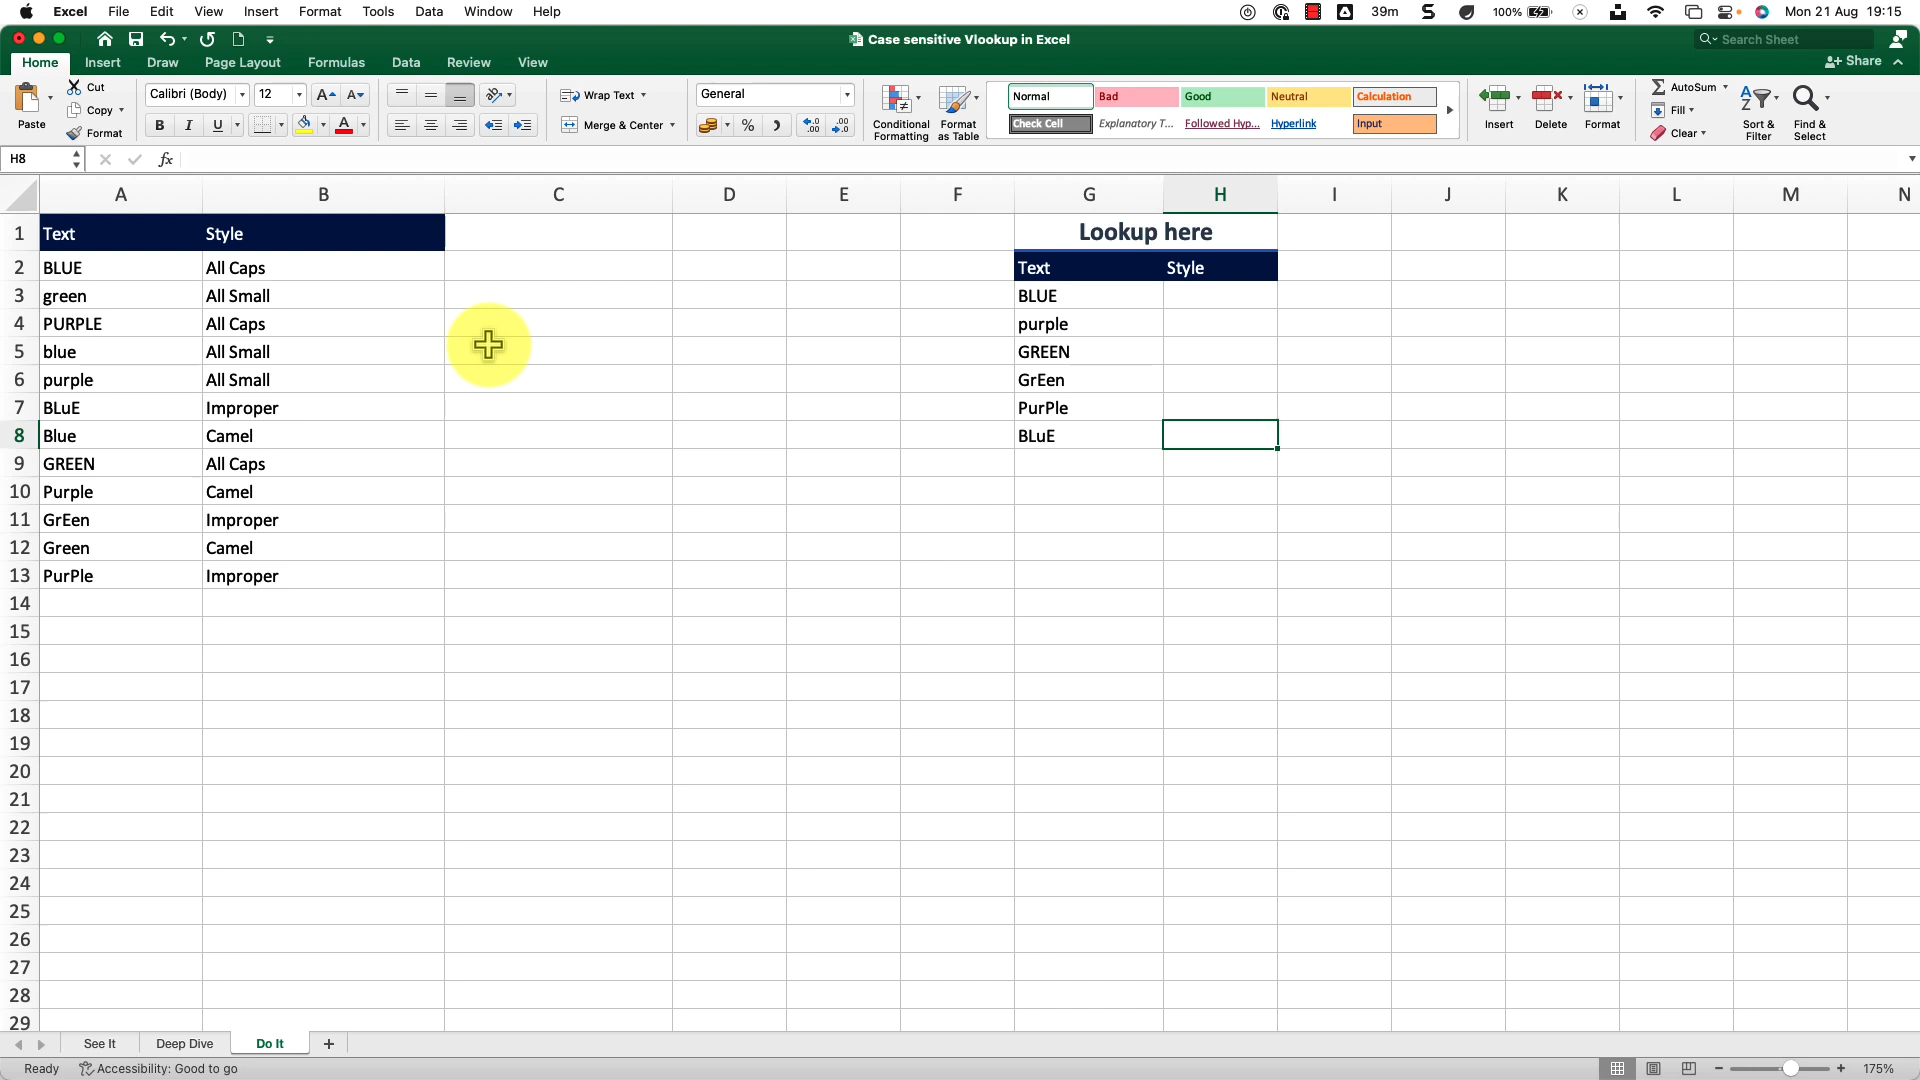 Excel File Edit View Insert Format Tools Data Window Help 39m 100% Mon 21 Aug 19:15
Case sensitive Vlookup in Excel Search Sheet
Home Insert Draw Page Layout Formulas Data Review View Share
Paste Cut Copy Format
Calibri (Body) 12 A A B I U A
Wrap Text Merge & Center
General %
Conditional Formatting Format as Table
Normal Bad Good Neutral Calculation
Check Cell Explanatory T... Followed Hyp... Hyperlink Input
Insert Delete Format
AutoSum Fill Clear
Sort & Filter Find & Select
H8 fx
A B C D E F G H I J K L M N
1 Text Style Lookup here
2 BLUE All Caps Text Style
3 green All Small BLUE
4 PURPLE All Caps purple
5 blue All Small GREEN
6 purple All Small GrEen
7 BLuE Improper PurPle
8 Blue Camel BLuE
9 GREEN All Caps
10 Purple Camel
11 GrEen Improper
12 Green Camel
13 PurPle Improper
14
15
16
17
18
19
20
21
22
23
24
25
26
27
28
29
See It Deep Dive Do It +
Ready Accessibility: Good to go 175%